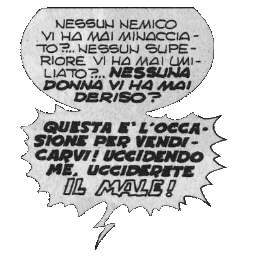 NESSUN NEMICO
VI HA MAI MINACCIA-
TO?... NESSUN SUPE-
RIORE VI HA MAI UMI-
LIATO?... NESSUNA
DONNA VI HA MAI
DERISO?
QUESTA E' L'OCCA-
SIONE PER VENDI-
CARVI! UCCIDENDO
ME, UCCIDERETE
IL MALE!